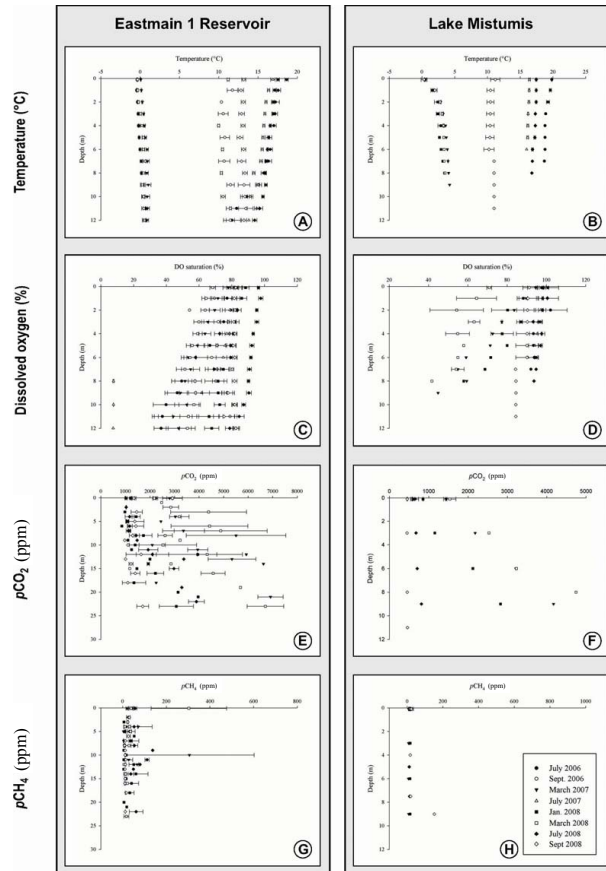 Eastmain 1 Reservoir
Lake Mistumis
Temperature (°C)
Temperature (°C)
-10 -5 0 5 10 15 20
0
2
4
6
8
10
12
Depth (m)
A
Temperature (°C)
0 5 10 15 20 25
0
2
4
6
8
10
12
Depth (m)
B
Dissolved oxygen (%)
DO saturation (%)
0 20 40 60 80 100 120
0
2
4
6
8
10
12
Depth (m)
C
DO saturation (%)
20 40 60 80 100 120
0
2
4
6
8
10
12
Depth (m)
D
pCO2 (ppm)
pCO2 (ppm)
0 1000 2000 3000 4000 5000 6000 7000 8000
0
5
10
15
20
25
30
Depth (m)
E
pCO2 (ppm)
0 1000 2000 3000 4000 5000
0
2
4
6
8
10
12
Depth (m)
F
pCH4 (ppm)
pCH4 (ppm)
0 200 400 600 800
0
5
10
15
20
25
30
Depth (m)
G
pCH4 (ppm)
0 200 400 600 800 1000
0
2
4
6
8
10
12
Depth (m)
H
July 2006
Sept. 2006
March 2007
July 2007
Jan. 2008
March 2008
July 2008
Sept 2008